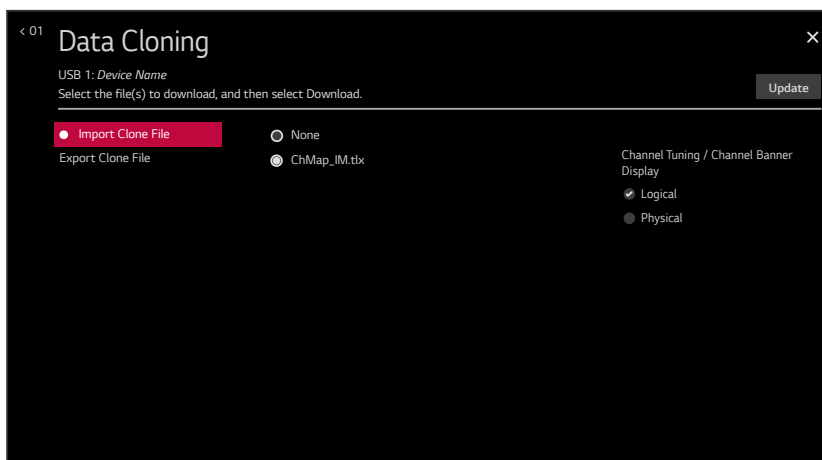 < 01
Data Cloning
×
USB 1: Device Name
Select the file(s) to download, and then select Download.
Update
Import Clone File
Export Clone File
None
ChMap_IM.tlx
Channel Tuning / Channel Banner
Display
Logical
Physical